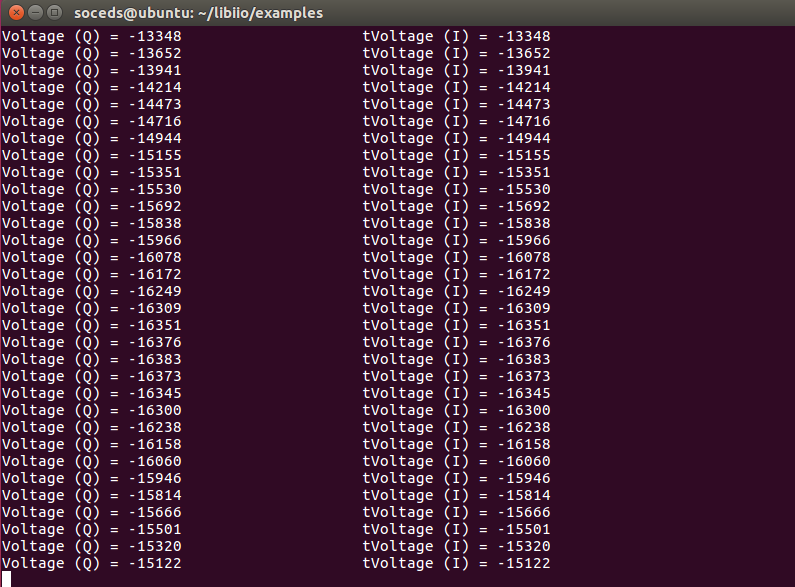 soceds@ubuntu: ~/libiio/examples
Voltage (Q) = -13348 tVoltage (I) = -13348
Voltage (Q) = -13652 tVoltage (I) = -13652
Voltage (Q) = -13941 tVoltage (I) = -13941
Voltage (Q) = -14214 tVoltage (I) = -14214
Voltage (Q) = -14473 tVoltage (I) = -14473
Voltage (Q) = -14716 tVoltage (I) = -14716
Voltage (Q) = -14944 tVoltage (I) = -14944
Voltage (Q) = -15155 tVoltage (I) = -15155
Voltage (Q) = -15351 tVoltage (I) = -15351
Voltage (Q) = -15530 tVoltage (I) = -15530
Voltage (Q) = -15692 tVoltage (I) = -15692
Voltage (Q) = -15838 tVoltage (I) = -15838
Voltage (Q) = -15966 tVoltage (I) = -15966
Voltage (Q) = -16078 tVoltage (I) = -16078
Voltage (Q) = -16172 tVoltage (I) = -16172
Voltage (Q) = -16249 tVoltage (I) = -16249
Voltage (Q) = -16309 tVoltage (I) = -16309
Voltage (Q) = -16351 tVoltage (I) = -16351
Voltage (Q) = -16376 tVoltage (I) = -16376
Voltage (Q) = -16383 tVoltage (I) = -16383
Voltage (Q) = -16373 tVoltage (I) = -16373
Voltage (Q) = -16345 tVoltage (I) = -16345
Voltage (Q) = -16300 tVoltage (I) = -16300
Voltage (Q) = -16238 tVoltage (I) = -16238
Voltage (Q) = -16158 tVoltage (I) = -16158
Voltage (Q) = -16060 tVoltage (I) = -16060
Voltage (Q) = -15946 tVoltage (I) = -15946
Voltage (Q) = -15814 tVoltage (I) = -15814
Voltage (Q) = -15666 tVoltage (I) = -15666
Voltage (Q) = -15501 tVoltage (I) = -15501
Voltage (Q) = -15320 tVoltage (I) = -15320
Voltage (Q) = -15122 tVoltage (I) = -15122